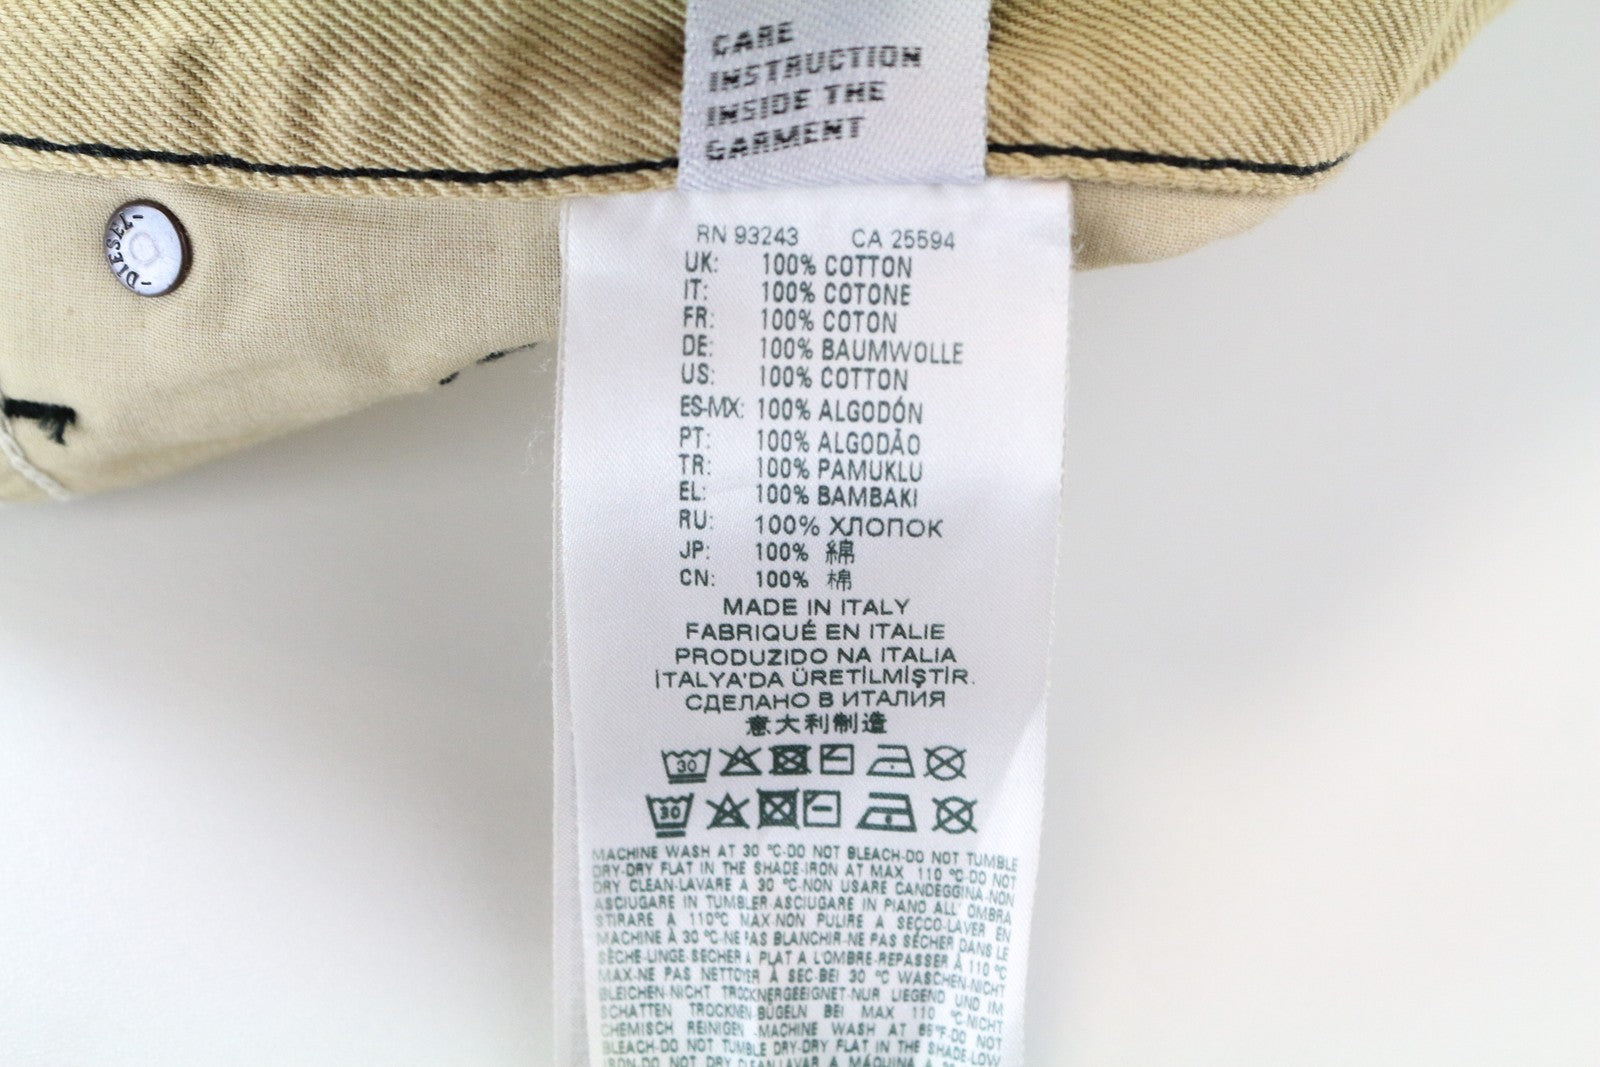 CARE
INSTRUCTION
INSIDE THE
GARMENT
-DIESEL-
RN 93243 CA 25594
UK: 100% COTTON
IT: 100% COTONE
FR: 100% COTON
DE: 100% BAUMWOLLE
US: 100% COTTON
ES-MX: 100% ALGODÓN
PT: 100% ALGODÃO
TR: 100% PAMUKLU
EL: 100% BAMBAKI
RU: 100% ХЛОПОК
JP: 100% 綿
CN: 100% 棉
MADE IN ITALY
FABRIQUÉ EN ITALIE
PRODUZIDO NA ITALIA
İTALYA'DA ÜRETİLMİŞTİR.
СДЕЛАНО В ИТАЛИЯ
意大利制造
30
30
MACHINE WASH AT 30 °C-DO NOT BLEACH-DO NOT TUMBLE
DRY-DRY FLAT IN THE SHADE-IRON AT MAX 110 °C-DO NOT
DRY CLEAN-LAVARE A 30 °C-NON USARE CANDEGGINA-NON
ASCIUGARE IN TUMBLER-ASCIUGARE IN PIANO ALL' OMBRA
STIRARE A 110°C MAX-NON PULIRE A SECCO-LAVER EN
MACHINE À 30 °C-NE PAS BLANCHIR-NE PAS SÉCHER DANS LE
SÈCHE-LINGE-SECHER A PLAT A L'OMBRE-REPASSER À 110 °C
MAX-NE PAS NETTOYER À SEC-BEI 30 °C WASCHEN-NICHT
BLEICHEN-NICHT TROCKNERGEEIGNET-NUR LIEGEND UND IM
SCHATTEN TROCKNEN-BÜGELN BEI MAX 110 °C-NICHT
CHEMISCH REINIGEN -MACHINE WASH AT 86°F-DO NOT
BLEACH-DO NOT TUMBLE DRY-DRY FLAT IN THE SHADE-LOW
IRON-DO NOT DRY CLEAN-LAVAR A MÁQUINA A